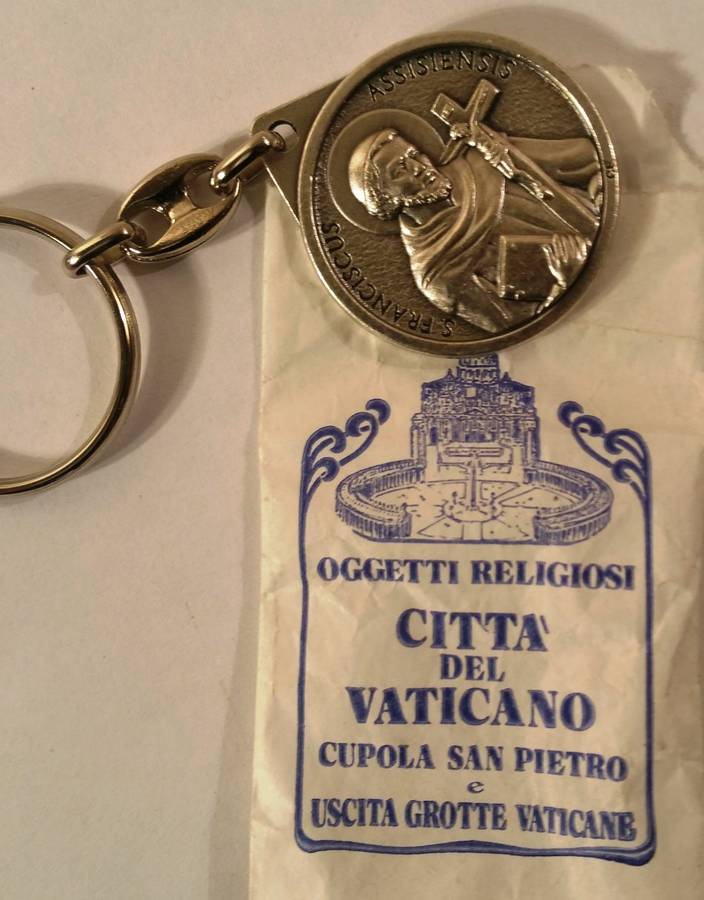 S. FRANCISCUS
ASSISIENSIS
OGGETTI RELIGIOSI
CITTA'
DEL
VATICANO
CUPOLA SAN PIETRO
e
USCITA GROTTE VATICANE